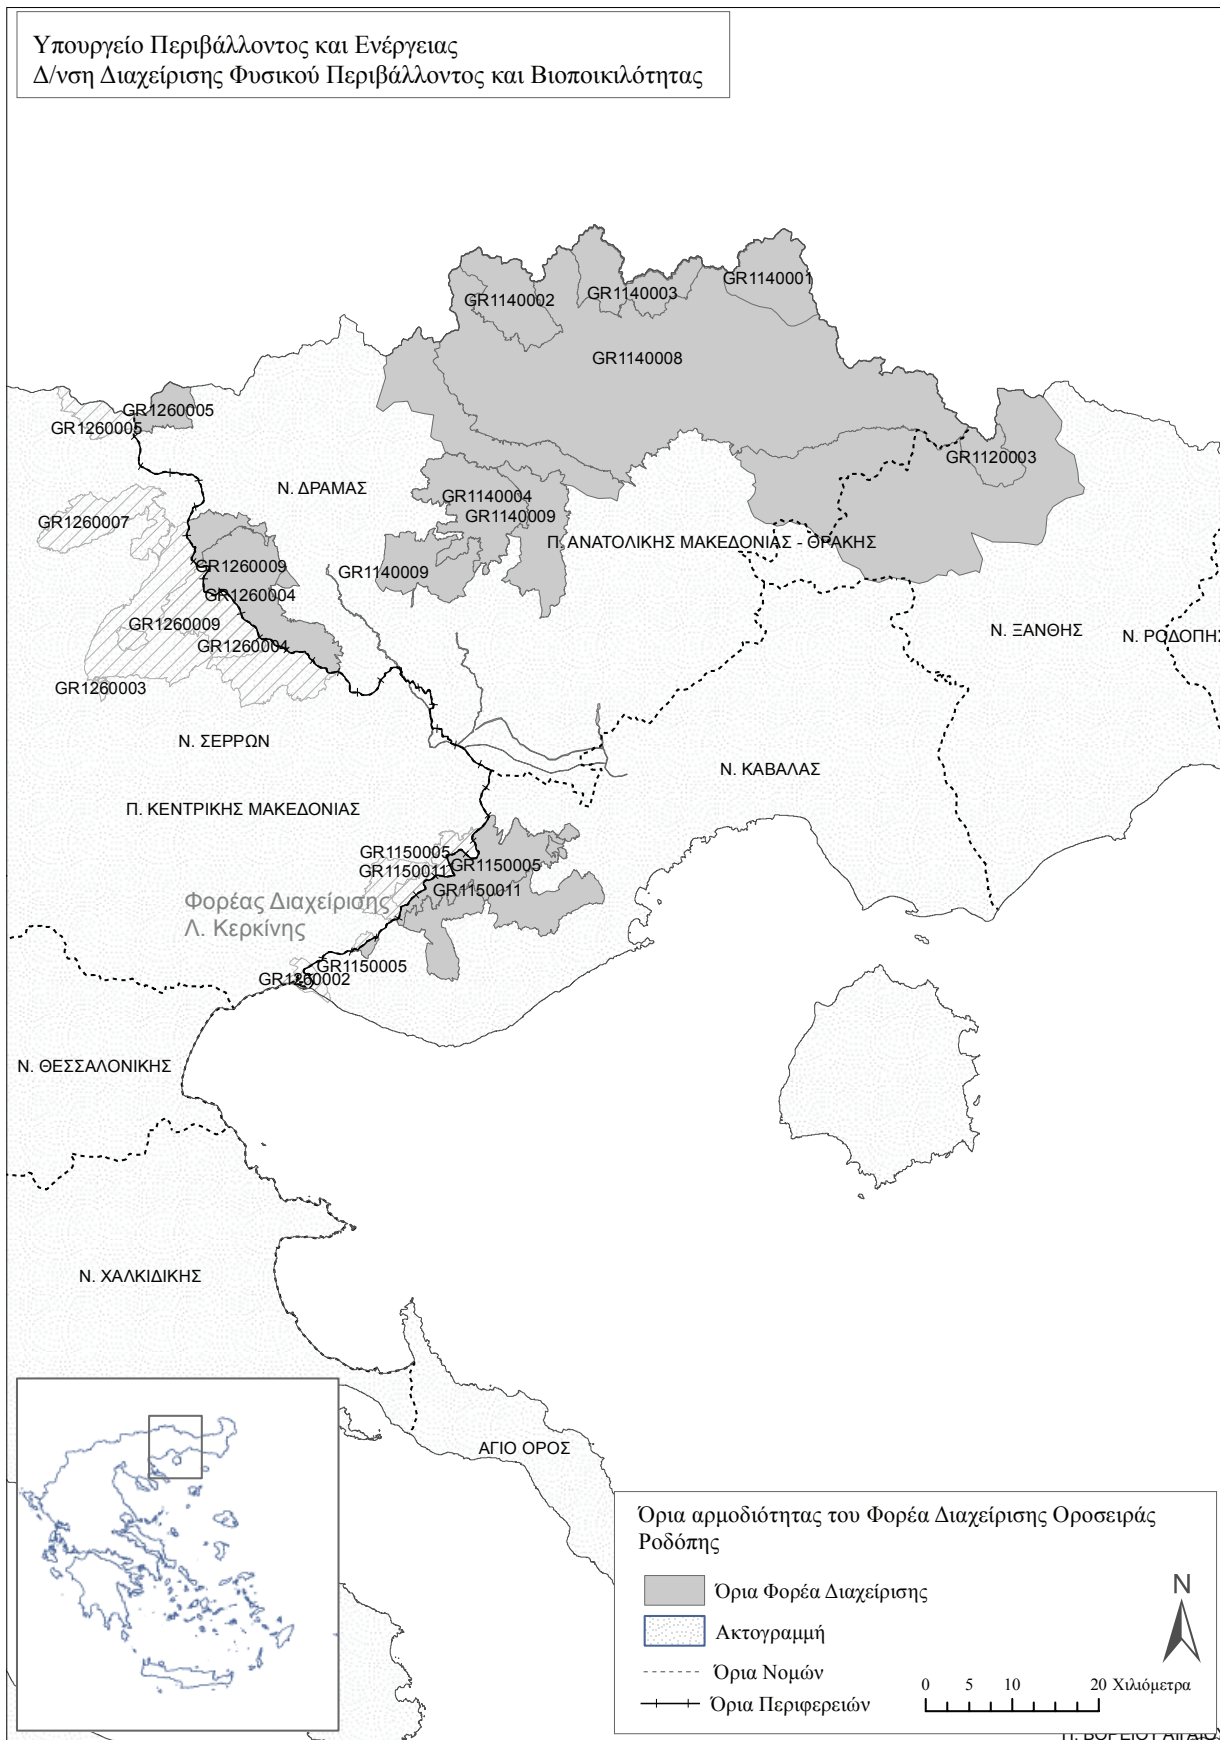 Υπουργείο Περιβάλλοντος και Ενέργειας
Δ/νση Διαχείρισης Φυσικού Περιβάλλοντος και Βιοποικιλότητας
GR1140001
GR1140002
GR1140003
GR1140008
GR1260005
GR1260005
GR1120003
Ν. ΔΡΑΜΑΣ
GR1140004
GR1140009
GR1260007
Π. ΑΝΑΤΟΛΙΚΗΣ ΜΑΚΕΔΟΝΙΑΣ - ΘΡΑΚΗΣ
GR1260009
GR1140009
GR1260004
GR1260009
Ν. ΞΑΝΘΗΣ
Ν. ΡΟΔΟΠΗΣ
GR1260004
GR1260003
Ν. ΣΕΡΡΩΝ
Ν. ΚΑΒΑΛΑΣ
Π. ΚΕΝΤΡΙΚΗΣ ΜΑΚΕΔΟΝΙΑΣ
GR1150005
GR1150005
GR1150011
GR1150011
Φορέας Διαχείρισης
Λ. Κερκίνης
GR1150005
GR1260002
Ν. ΘΕΣΣΑΛΟΝΙΚΗΣ
Ν. ΧΑΛΚΙΔΙΚΗΣ
ΑΓΙΟ ΟΡΟΣ
Όρια αρμοδιότητας του Φορέα Διαχείρισης Οροσειράς
Ροδόπης
Όρια Φορέα Διαχείρισης
Ακτογραμμή
Όρια Νομών
Όρια Περιφερειών
N
0 5 10 20 Χιλιόμετρα